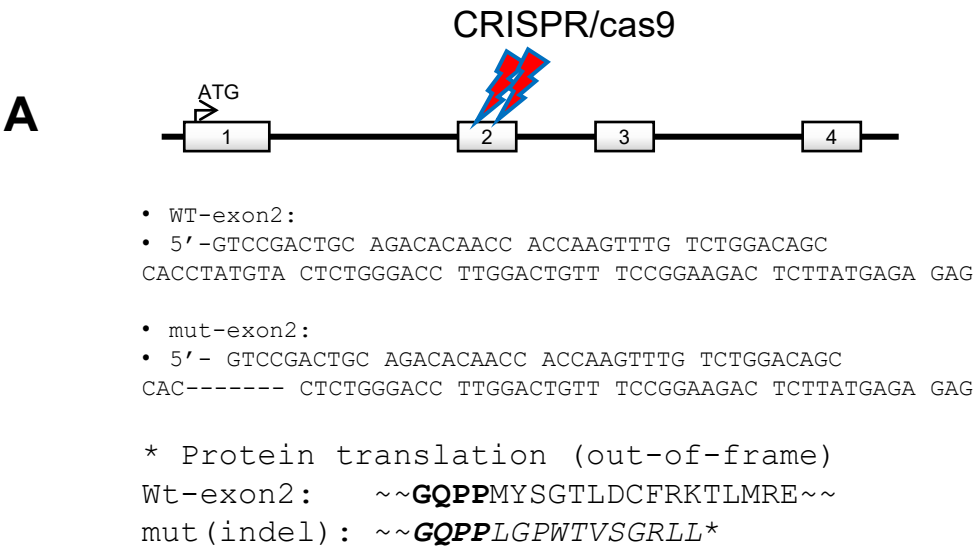 CRISPR/cas9
A
ATG
1 2 3 4
• WT-exon2:
• 5’-GTCCGACTGC AGACACAACC ACCAAGTTTG TCTGGACAGC
CACCTATGTA CTCTGGGACC TTGGACTGTT TCCGGAAGAC TCTTATGAGA GAG
• mut-exon2:
• 5’- GTCCGACTGC AGACACAACC ACCAAGTTTG TCTGGACAGC
CAC------- CTCTGGGACC TTGGACTGTT TCCGGAAGAC TCTTATGAGA GAG
* Protein translation (out-of-frame)
Wt-exon2: ~~GQPPMYSGTLDCFRKTLMRE~~
mut(indel): ~~GQPPLGPWTVSGRLL*